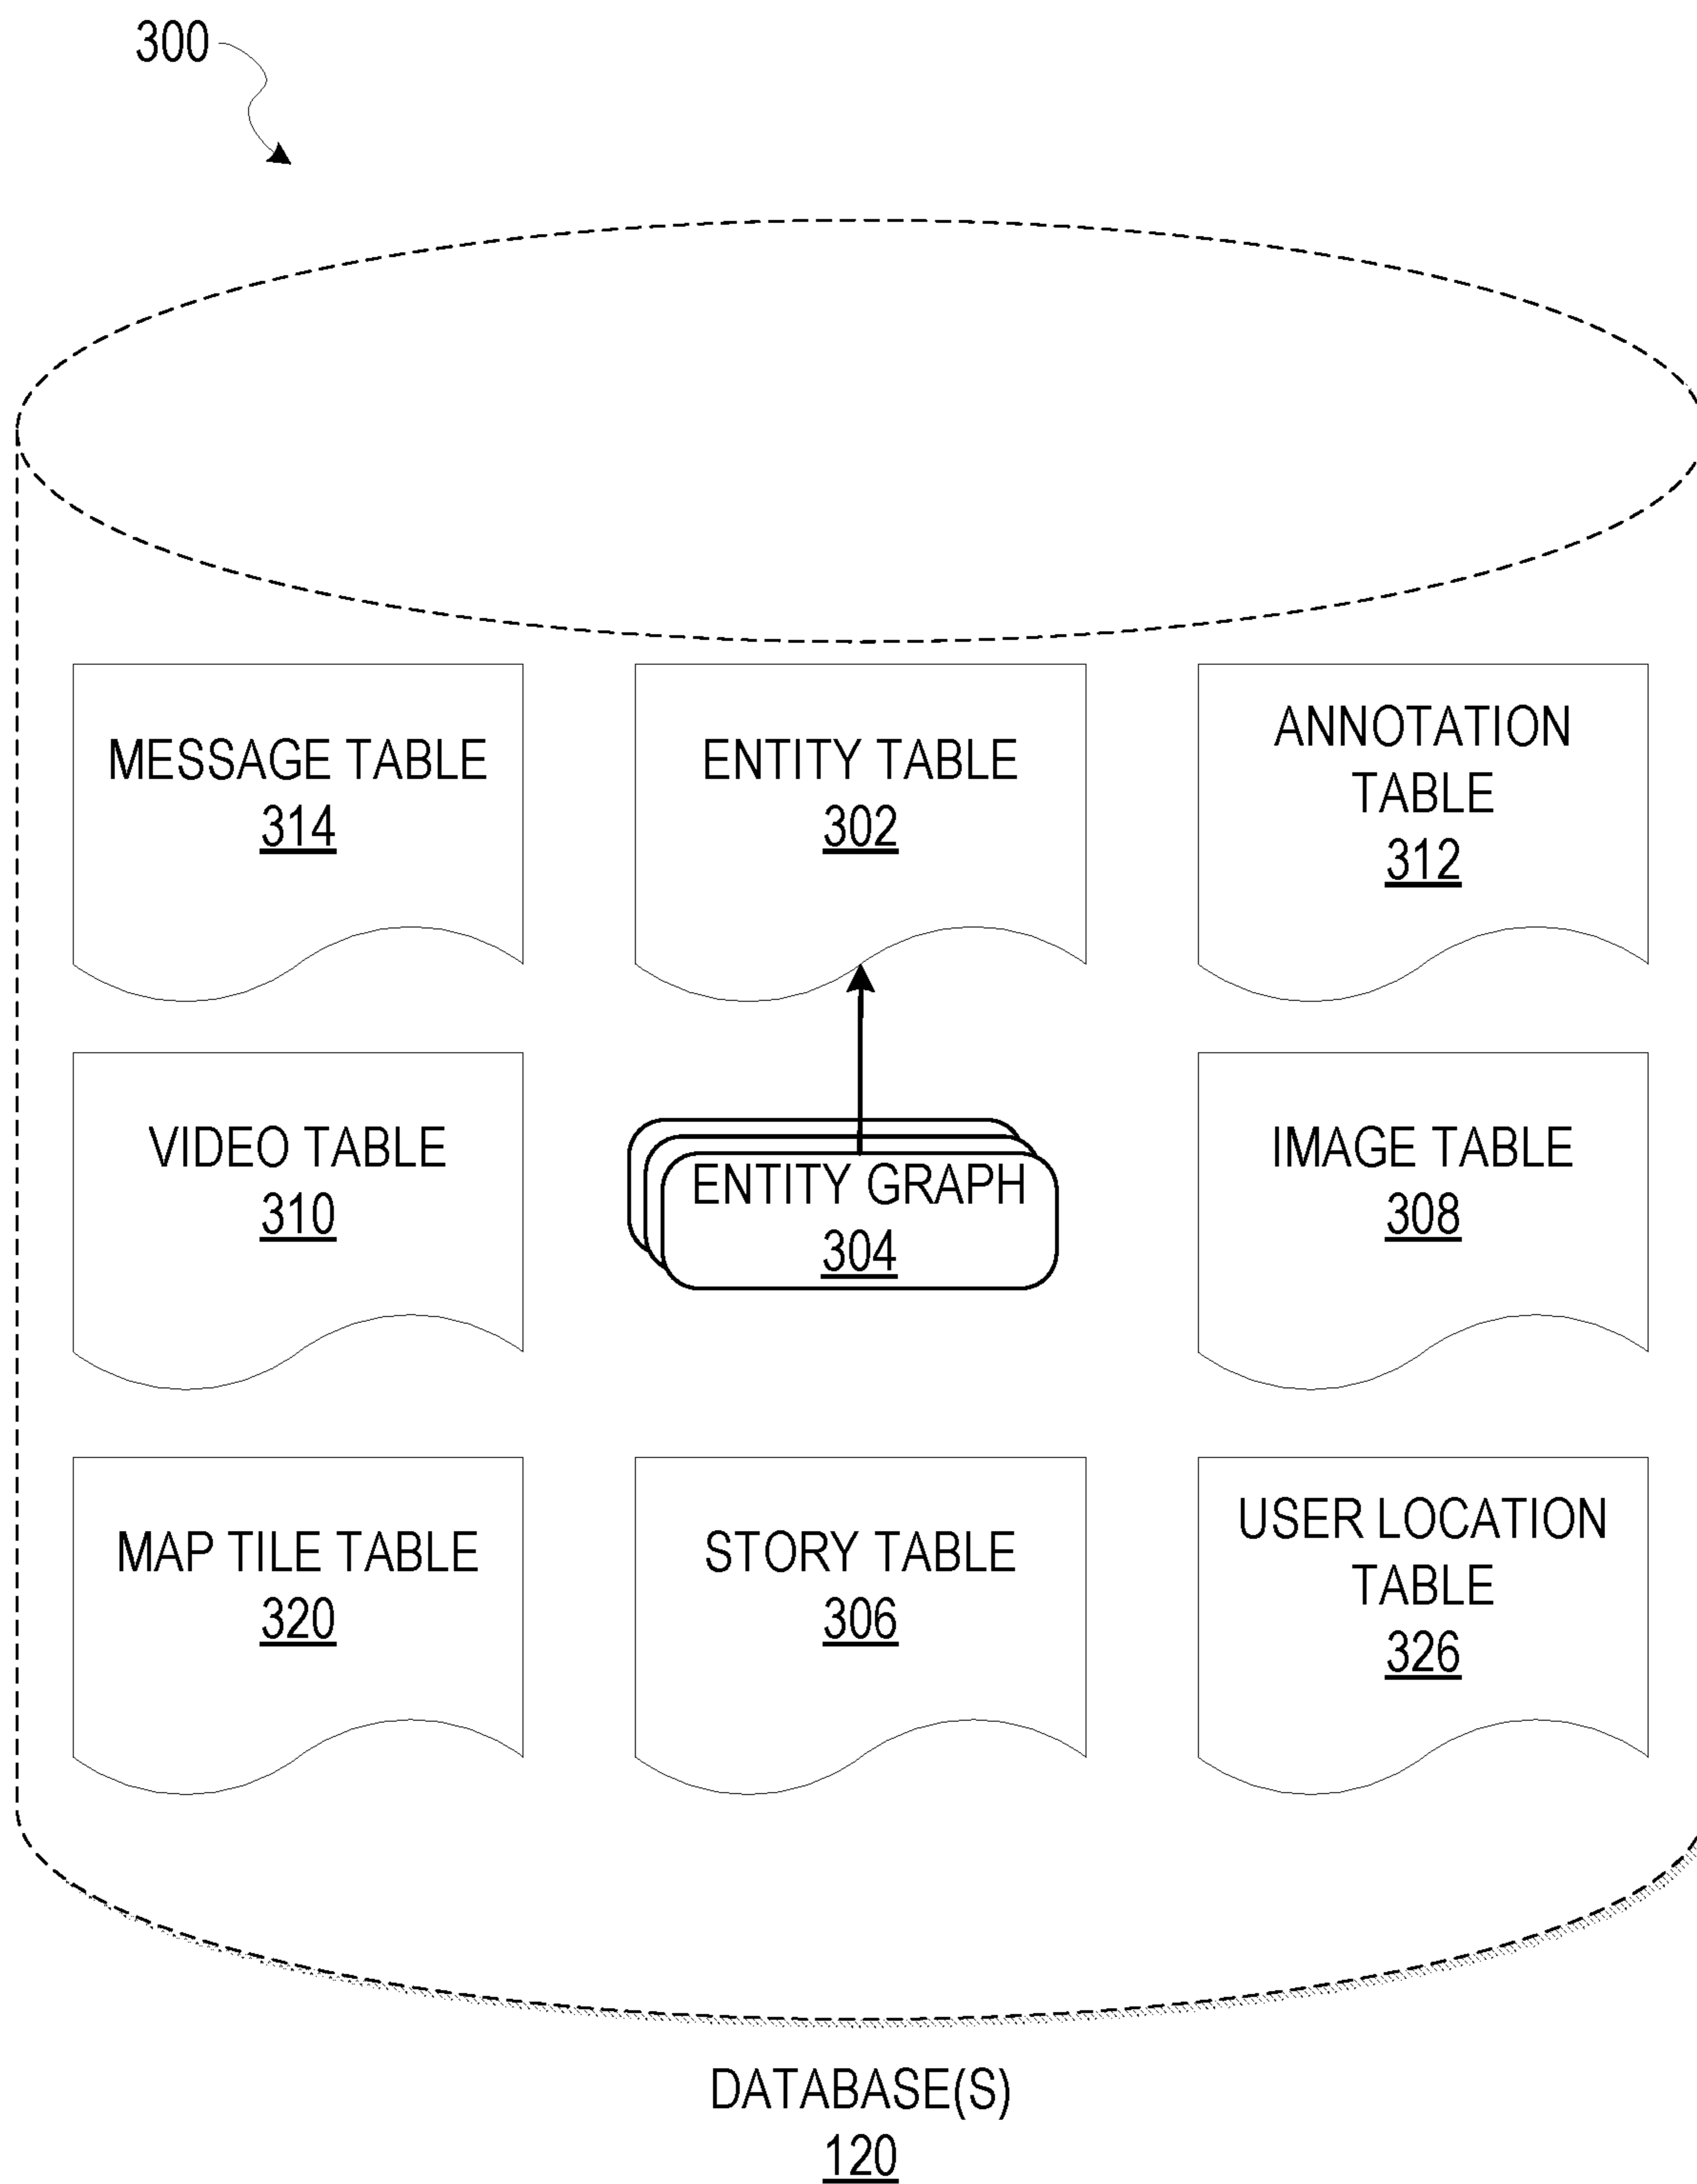 300
MESSAGE TABLE
314
ENTITY TABLE
302
ANNOTATION
TABLE
312
VIDEO TABLE
310
ENTITY GRAPH
304
IMAGE TABLE
308
MAP TILE TABLE
320
STORY TABLE
306
USER LOCATION
TABLE
326
DATABASE(S)
120